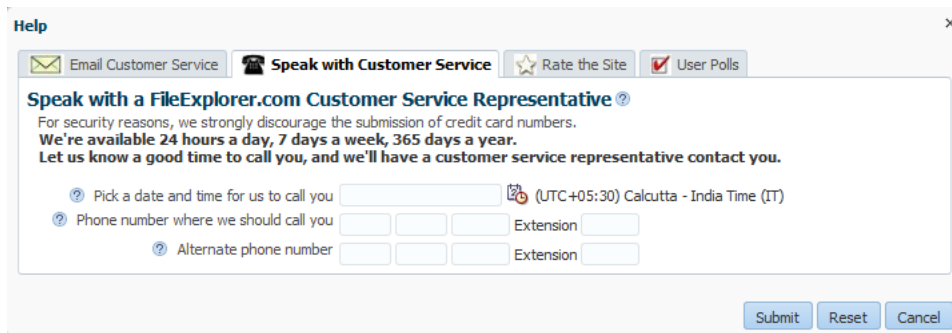 Help
Email Customer Service Speak with Customer Service Rate the Site User Polls
Speak with a FileExplorer.com Customer Service Representative
For security reasons, we strongly discourage the submission of credit card numbers.
We're available 24 hours a day, 7 days a week, 365 days a year.
Let us know a good time to call you, and we'll have a customer service representative contact you.
Pick a date and time for us to call you (UTC+05:30) Calcutta - India Time (IT)
Phone number where we should call you Extension
Alternate phone number Extension
Submit Reset Cancel